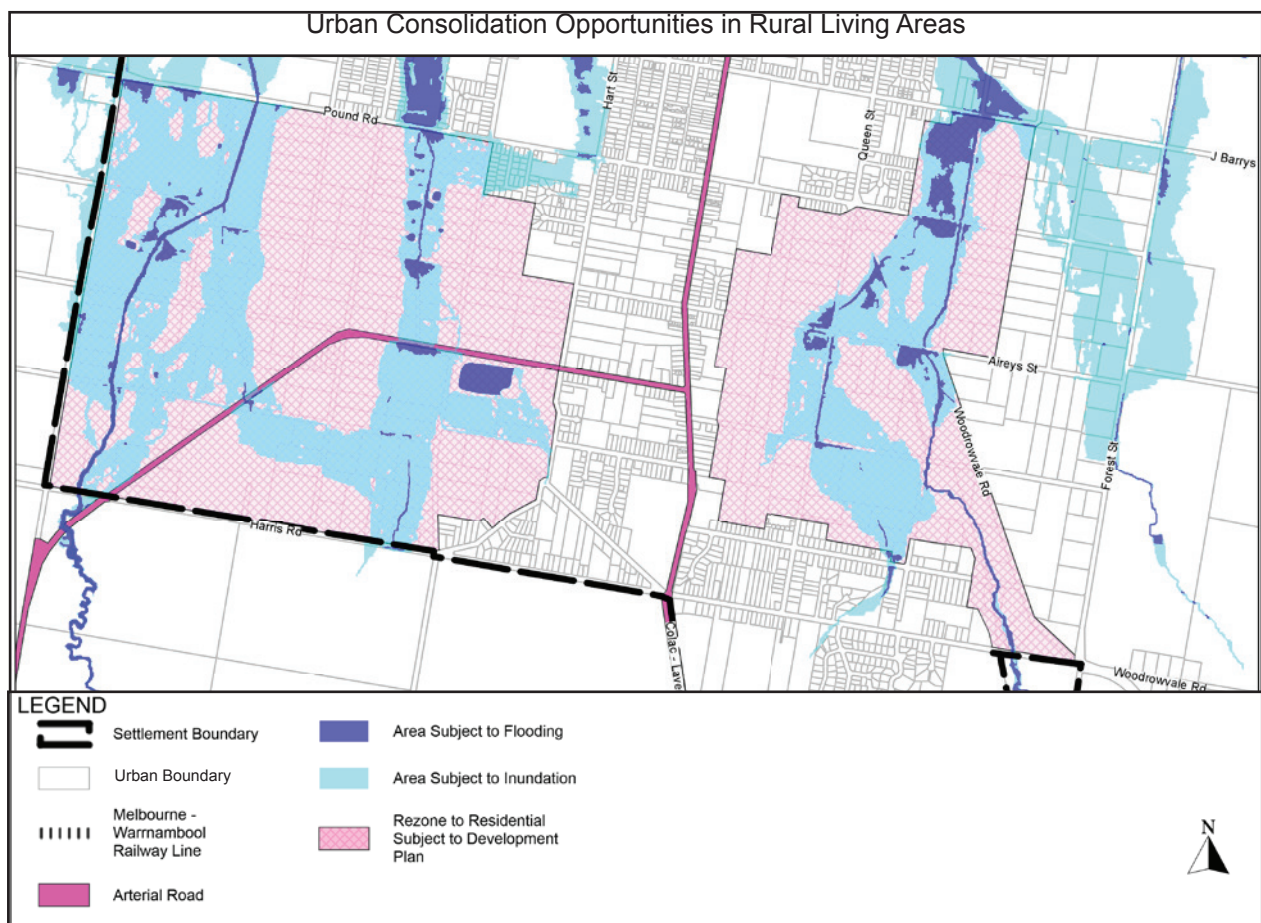 Urban Consolidation Opportunities in Rural Living Areas
Pound Rd
Hart St
Queen St
J Barrys
Aireys St
Woodrowvae Rd
Forest St
Harris Rd
Colac - Lave
Woodrowvale Rd
LEGEND
Settlement Boundary
Urban Boundary
Melbourne -
Warrnambool
Railway Line
Arterial Road
Area Subject to Flooding
Area Subject to Inundation
Rezone to Residential
Subject to Development
Plan
N